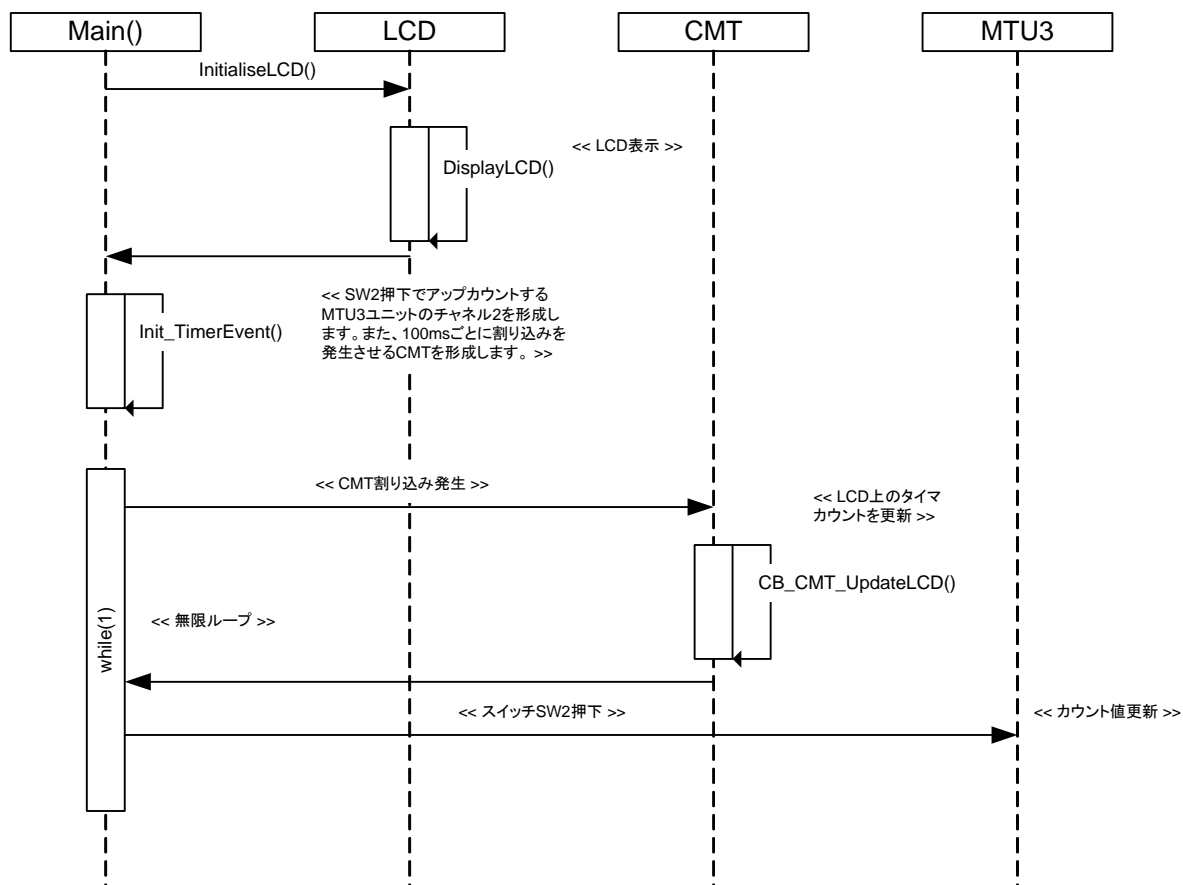 Main()
LCD
CMT
MTU3
InitialiseLCD()
<< LCD表示 >>
DisplayLCD()
<< SW2押下でアップカウントする
MTU3ユニットのチャネル2を形成し
ます。また、100msごとに割り込みを
発生させるCMTを形成します。 >>
Init_TimerEvent()
<< CMT割り込み発生 >>
<< LCD上のタイマ
カウントを更新 >>
CB_CMT_UpdateLCD()
while(1)
<< 無限ループ >>
<< スイッチSW2押下 >>
<< カウント値更新 >>